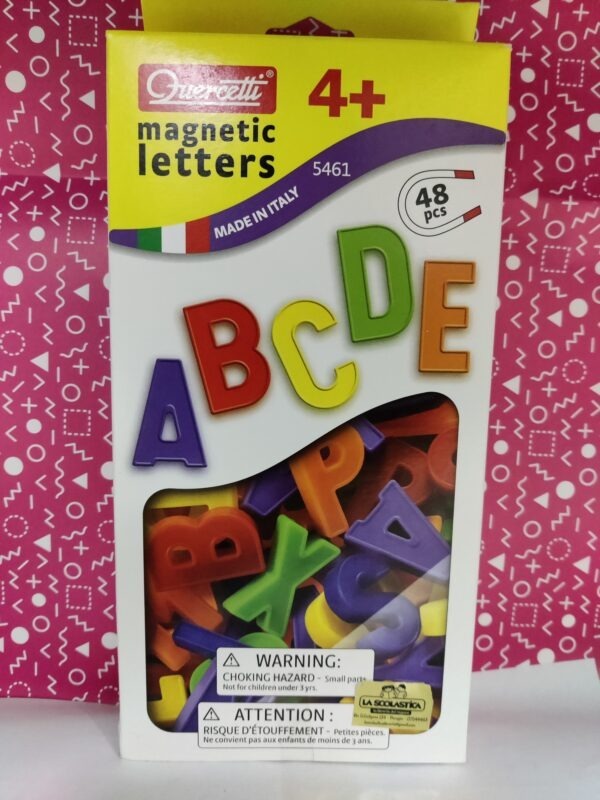 Quercetti®
4+
magnetic
letters
5461
MADE IN ITALY
48
pcs
ABCDE
WARNING:
CHOKING HAZARD - Small parts.
Not for children under 3 yrs.
LA SCOLASTICA
ATTENTION :
RISQUE D'ÉTOUFFEMENT - Petites pièces.
Ne convient pas aux enfants de moins de 3 ans.